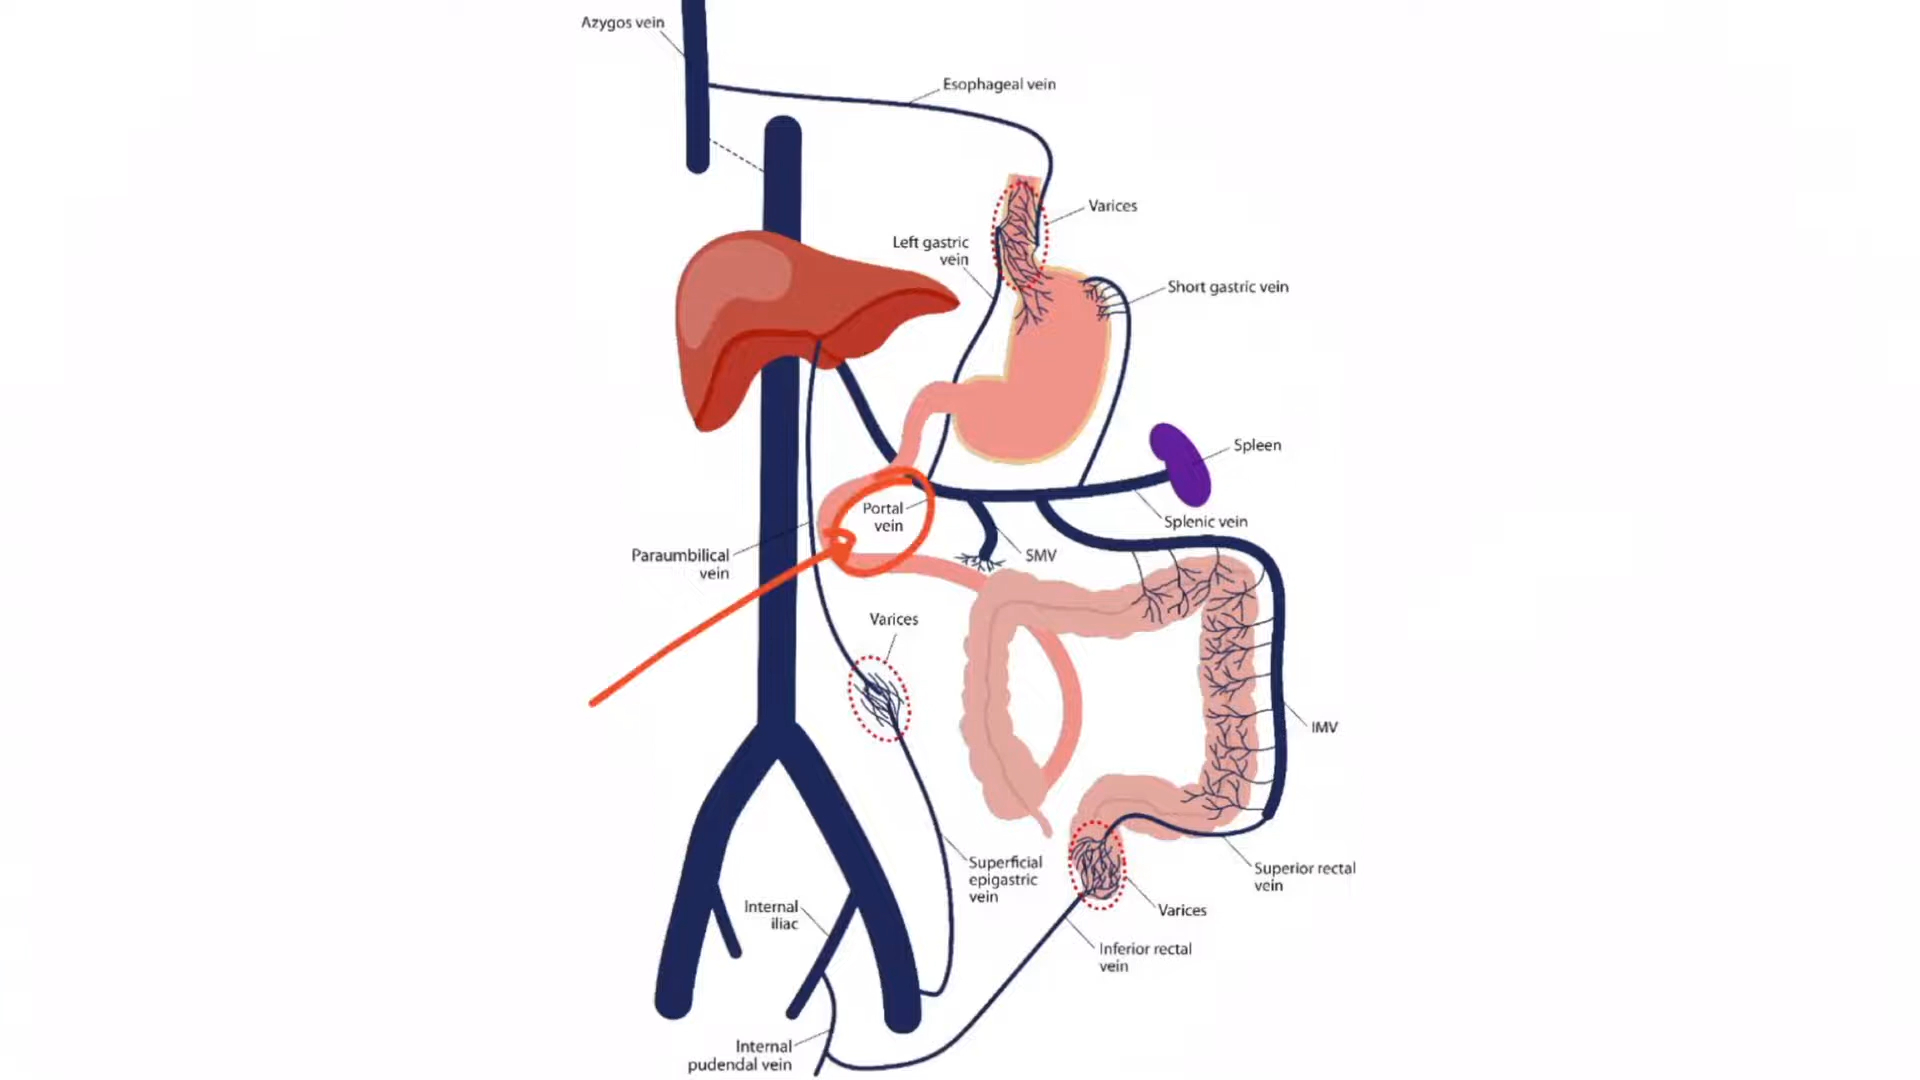 Azygos vein
Esophageal vein
Varices
Left gastric
vein
Short gastric vein
Spleen
Portal
vein
Splenic vein
Paraumbilical
vein
SMV
Varices
IMV
Superficial
epigastric
vein
Superior rectal
vein
Internal
iliac
Varices
Inferior rectal
vein
Internal
pudendal vein